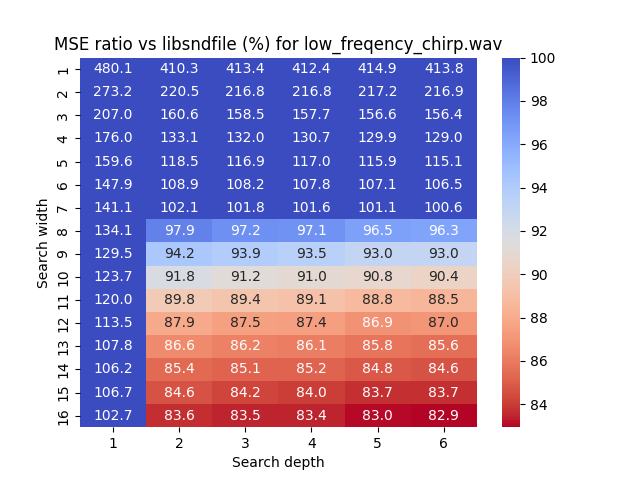 MSE ratio vs libsndfile (%) for low_freqency_chirp.wav
1 480.1 410.3 413.4 412.4 414.9 413.8
2 273.2 220.5 216.8 216.8 217.2 216.9
3 207.0 160.6 158.5 157.7 156.6 156.4
4 176.0 133.1 132.0 130.7 129.9 129.0
5 159.6 118.5 116.9 117.0 115.9 115.1
6 147.9 108.9 108.2 107.8 107.1 106.5
7 141.1 102.1 101.8 101.6 101.1 100.6
8 134.1 97.9 97.2 97.1 96.5 96.3
9 129.5 94.2 93.9 93.5 93.0 93.0
10 123.7 91.8 91.2 91.0 90.8 90.4
11 120.0 89.8 89.4 89.1 88.8 88.5
12 113.5 87.9 87.5 87.4 86.9 87.0
13 107.8 86.6 86.2 86.1 85.8 85.6
14 106.2 85.4 85.1 85.2 84.8 84.6
15 106.7 84.6 84.2 84.0 83.7 83.7
16 102.7 83.6 83.5 83.4 83.0 82.9
1 2 3 4 5 6
Search depth
Search width
100
98
96
94
92
90
88
86
84